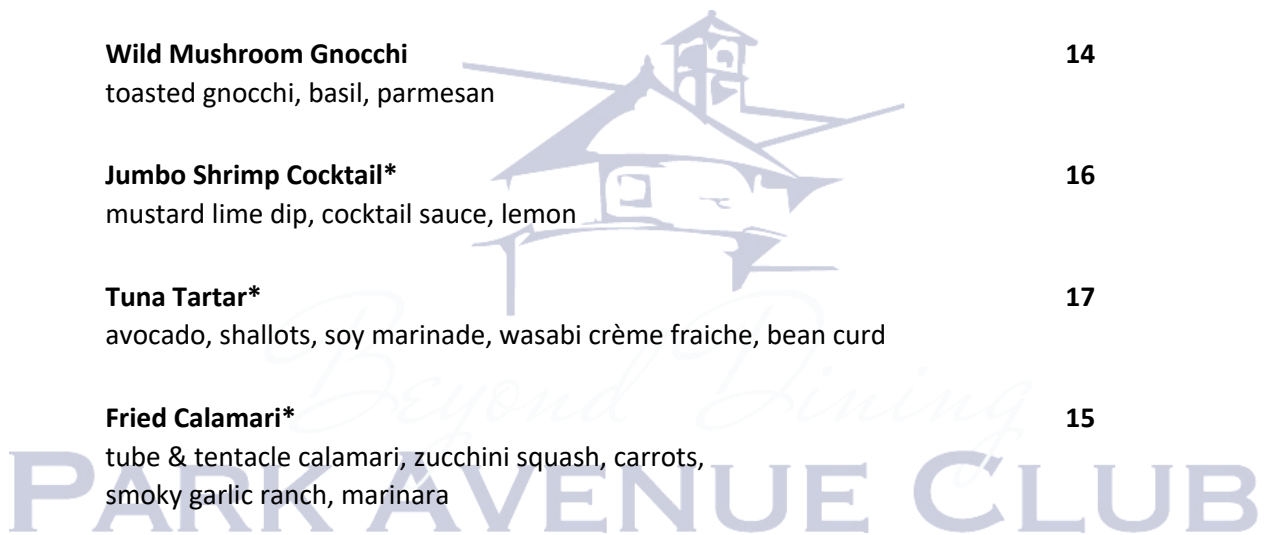 Wild Mushroom Gnocchi 14
toasted gnocchi, basil, parmesan
Jumbo Shrimp Cocktail* 16
mustard lime dip, cocktail sauce, lemon
Tuna Tartar* 17
avocado, shallots, soy marinade, wasabi crème fraiche, bean curd
Beyond Dining
Fried Calamari* 15
tube & tentacle calamari, zucchini squash, carrots,
smoky garlic ranch, marinara
PARK AVENUE CLUB